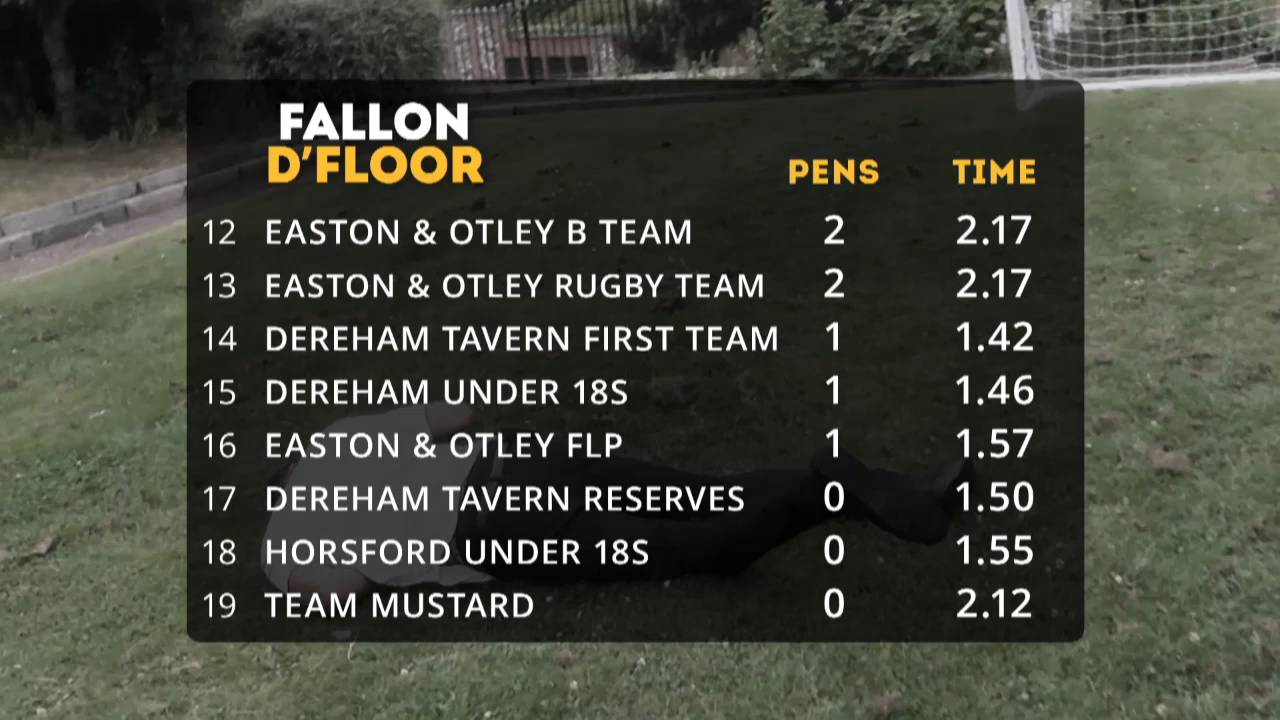 FALLON
D'FLOOR
PENS TIME
12 EASTON & OTLEY B TEAM 2 2.17
13 EASTON & OTLEY RUGBY TEAM 2 2.17
14 DEREHAM TAVERN FIRST TEAM 1 1.42
15 DEREHAM UNDER 18S 1 1.46
16 EASTON & OTLEY FLP 1 1.57
17 DEREHAM TAVERN RESERVES 0 1.50
18 HORSFORD UNDER 18S 0 1.55
19 TEAM MUSTARD 0 2.12